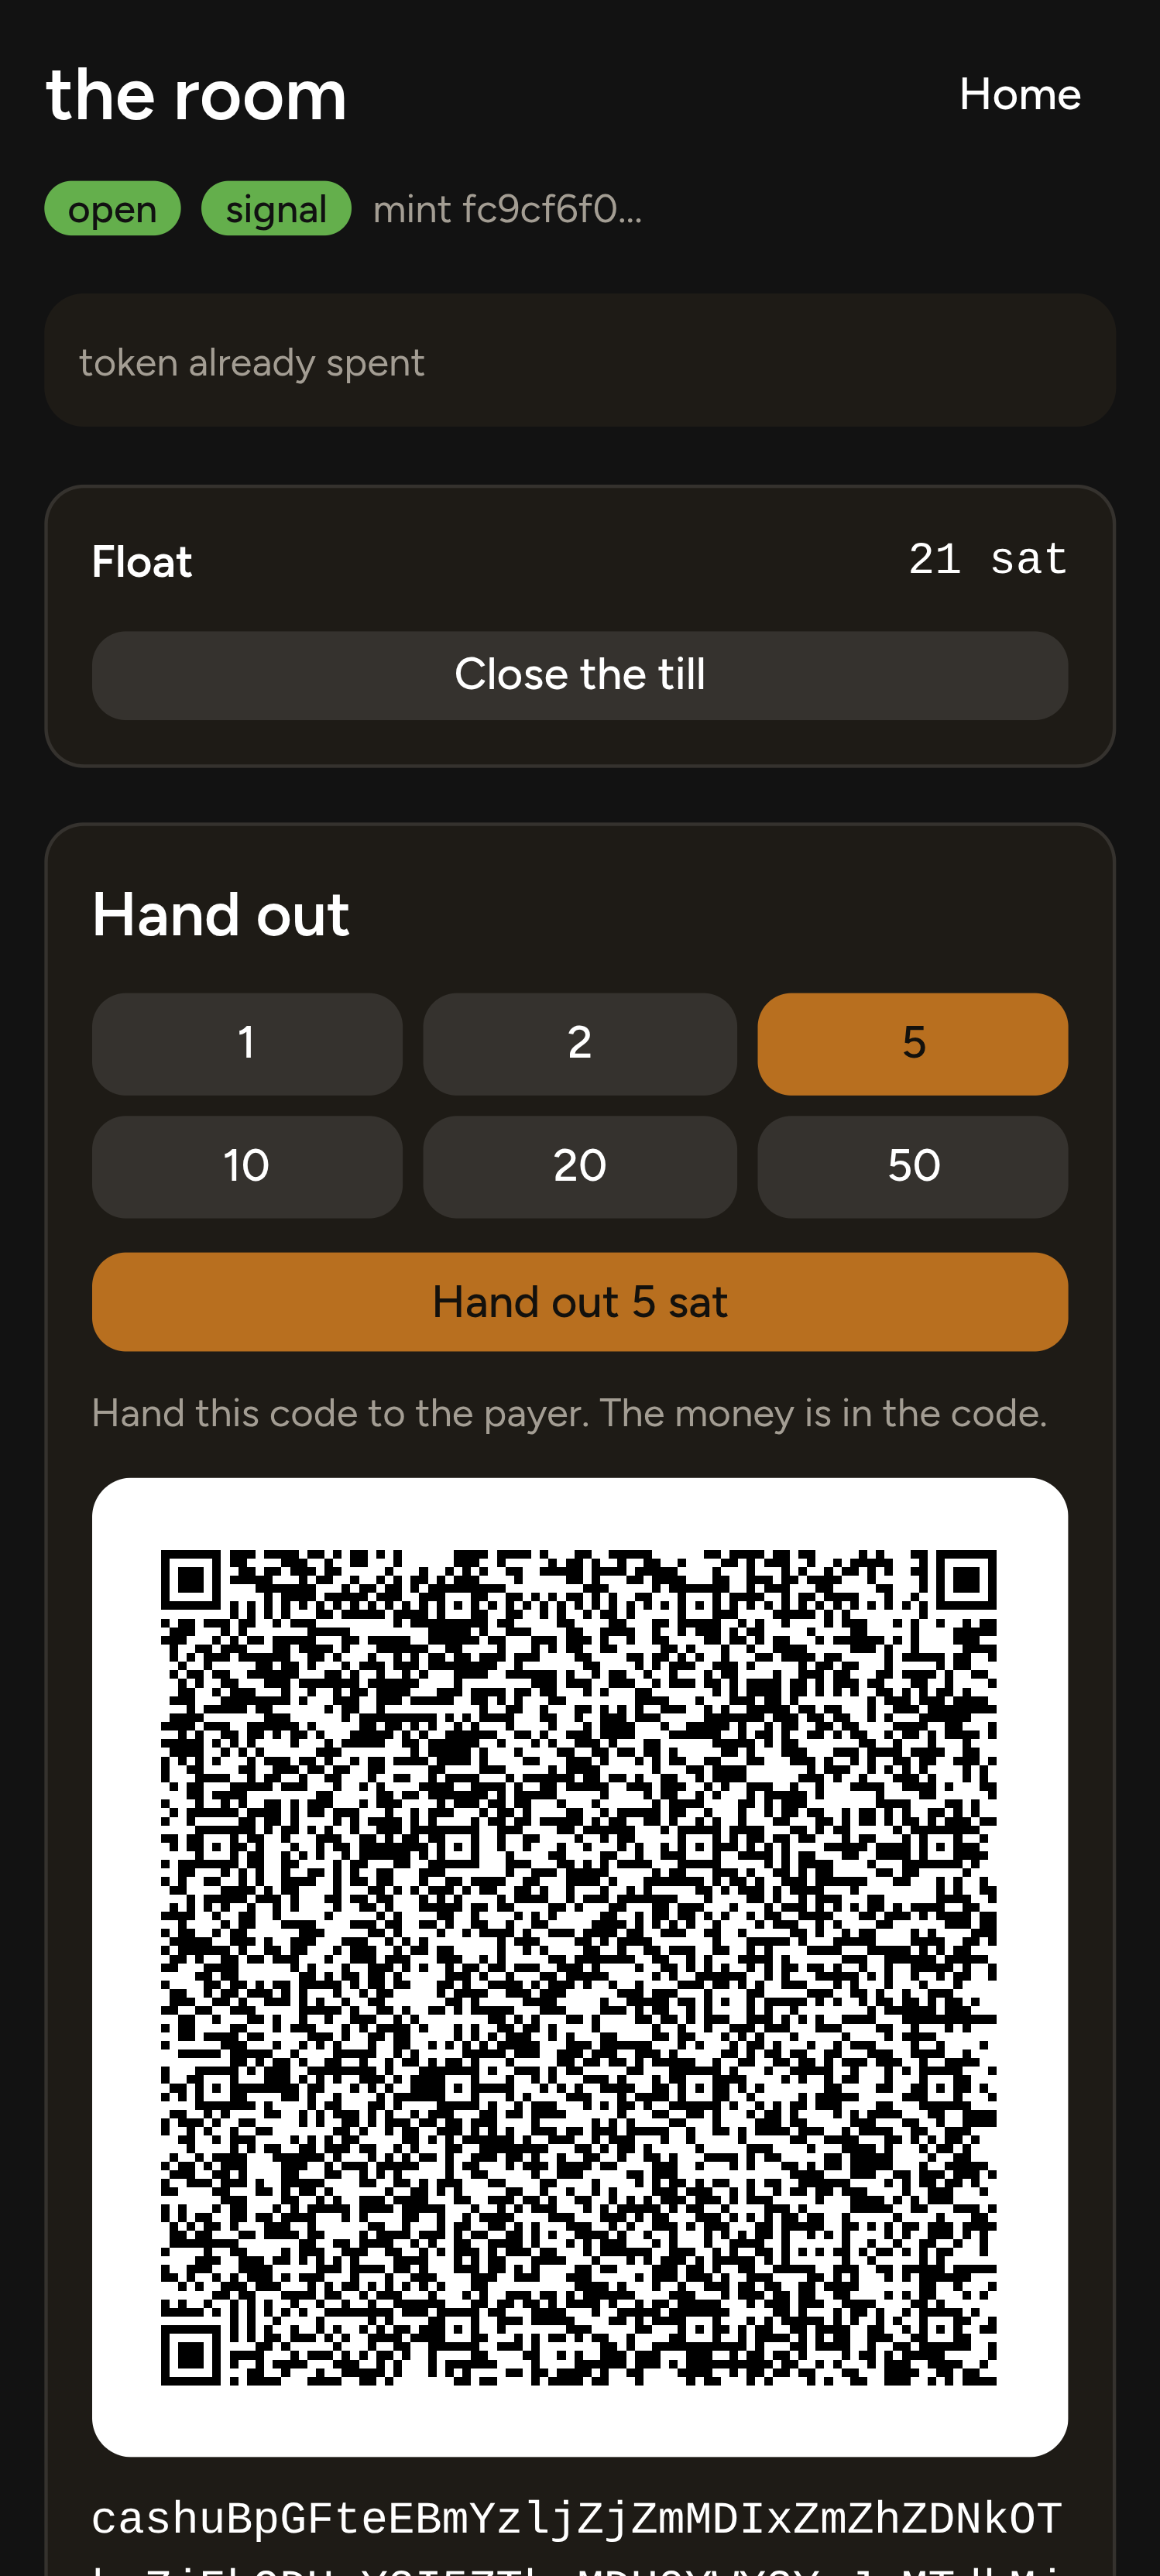 the room
Home
open
signal
mint fc9cf6f0...
token already spent
Float
21 sat
Close the till
Hand out
1
2
5
10
20
50
Hand out 5 sat
Hand this code to the payer. The money is in the code.
cashuBpGFteEBmYzljZjZmMDIxZmZhZDNkOT